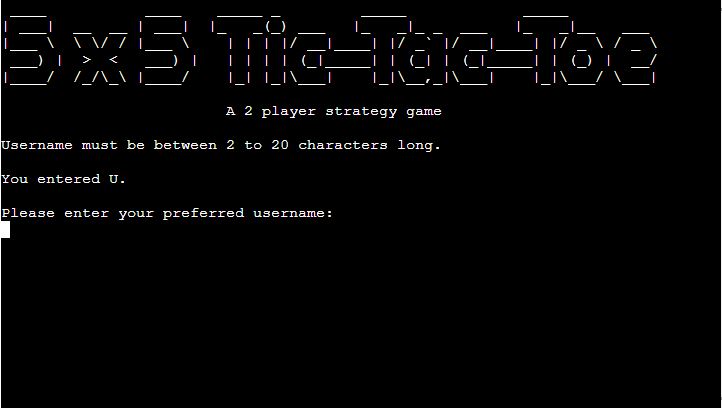 5x5 Tic-Tac-Toe
A 2 player strategy game
Username must be between 2 to 20 characters long.
You entered U.
Please enter your preferred username: